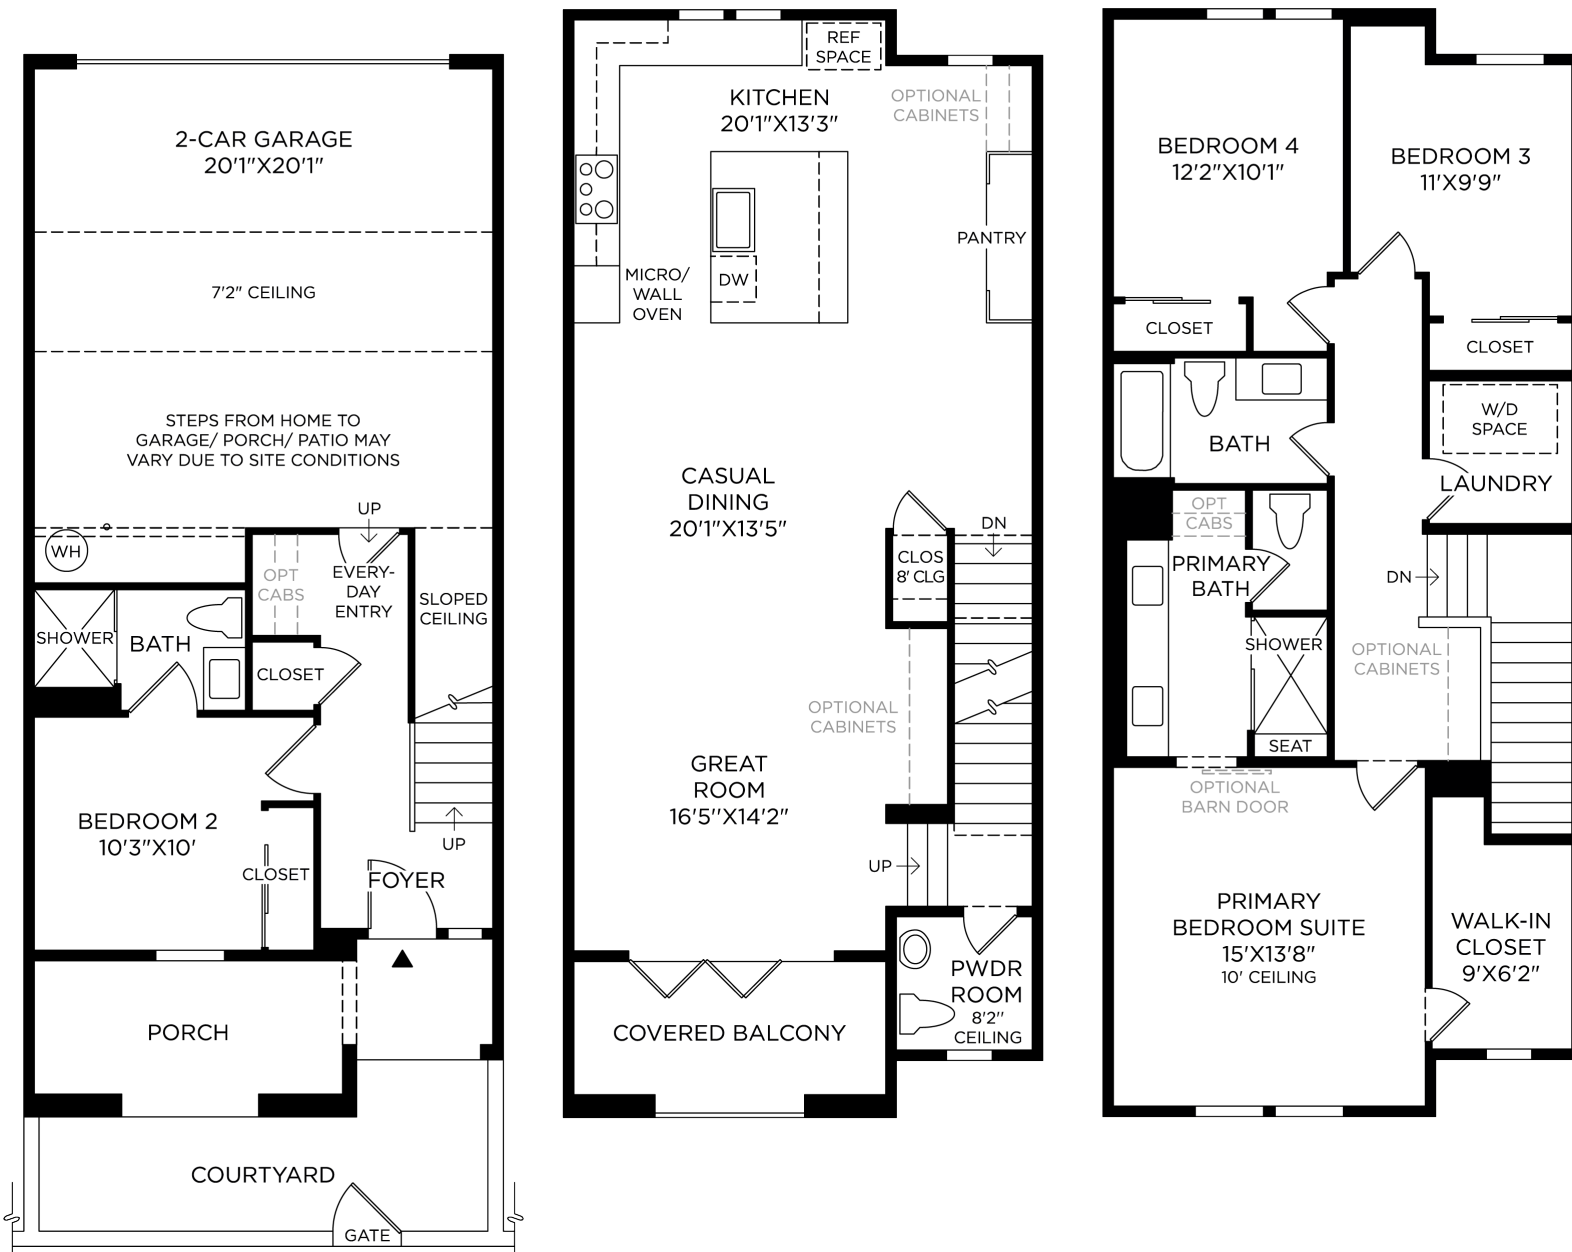 2-CAR GARAGE
20'1"X20'1"
7'2" CEILING
STEPS FROM HOME TO
GARAGE/ PORCH/ PATIO MAY
VARY DUE TO SITE CONDITIONS
UP
WH
OPT
CABS
EVERY-
DAY
ENTRY
SLOPED
CEILING
SHOWER
BATH
CLOSET
BEDROOM 2
10'3"X10'
CLOSET
UP
FOYER
PORCH
COURTYARD
GATE
REF
SPACE
KITCHEN
20'1"X13'3"
OPTIONAL
CABINETS
PANTRY
MICRO/
WALL
OVEN
DW
CASUAL
DINING
20'1"X13'5"
DN
CLOS
8' CLG
OPTIONAL
CABINETS
GREAT
ROOM
16'5''X14'2"
UP
PWDR
ROOM
8'2''
CEILING
COVERED BALCONY
BEDROOM 4
12'2"X10'1"
BEDROOM 3
11'X9'9"
CLOSET
CLOSET
W/D
SPACE
BATH
LAUNDRY
OPT
CABS
PRIMARY
BATH
DN
SHOWER
OPTIONAL
CABINETS
SEAT
OPTIONAL
BARN DOOR
PRIMARY
BEDROOM SUITE
15'X13'8"
10' CEILING
WALK-IN
CLOSET
9'X6'2"